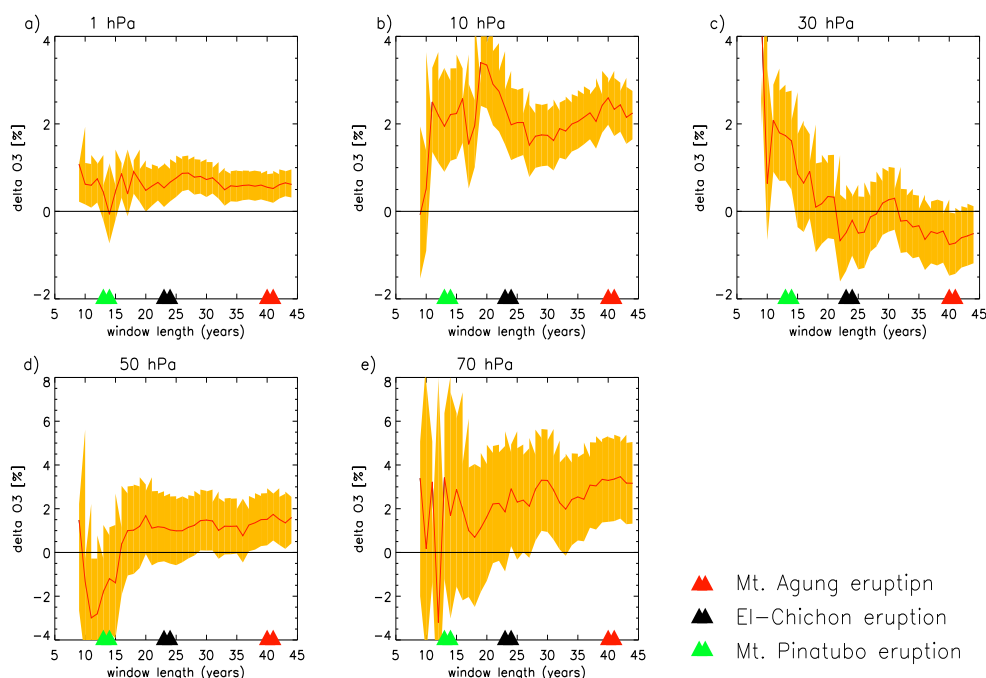 a) 1 hPa
b) 10 hPa
c) 30 hPa
4
2
0
−2
delta O3 [%]
5 10 15 20 25 30 35 40 45
window length (years)
4
2
0
−2
delta O3 [%]
5 10 15 20 25 30 35 40 45
window length (years)
4
2
0
−2
delta O3 [%]
5 10 15 20 25 30 35 40 45
window length (years)
d) 50 hPa
e) 70 hPa
8
6
4
2
0
−2
−4
delta O3 [%]
5 10 15 20 25 30 35 40 45
window length (years)
8
6
4
2
0
−2
−4
delta O3 [%]
5 10 15 20 25 30 35 40 45
window length (years)
Mt. Agung eruptipn
El−Chichon eruption
Mt. Pinatubo eruption